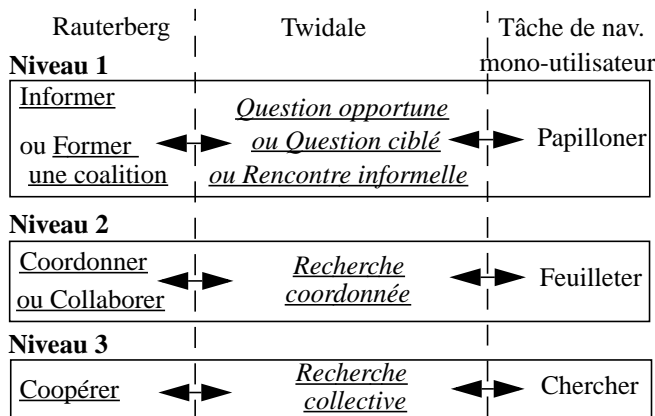 Rauterberg Twidale Tâche de nav.
mono-utilisateur
Niveau 1
Informer
ou Former
une coalition
Question opportune
ou Question ciblé
ou Rencontre informelle
Papilloner
Niveau 2
Coordonner
ou Collaborer
Recherche
coordonnée
Feuilleter
Niveau 3
Coopérer
Recherche
collective
Chercher